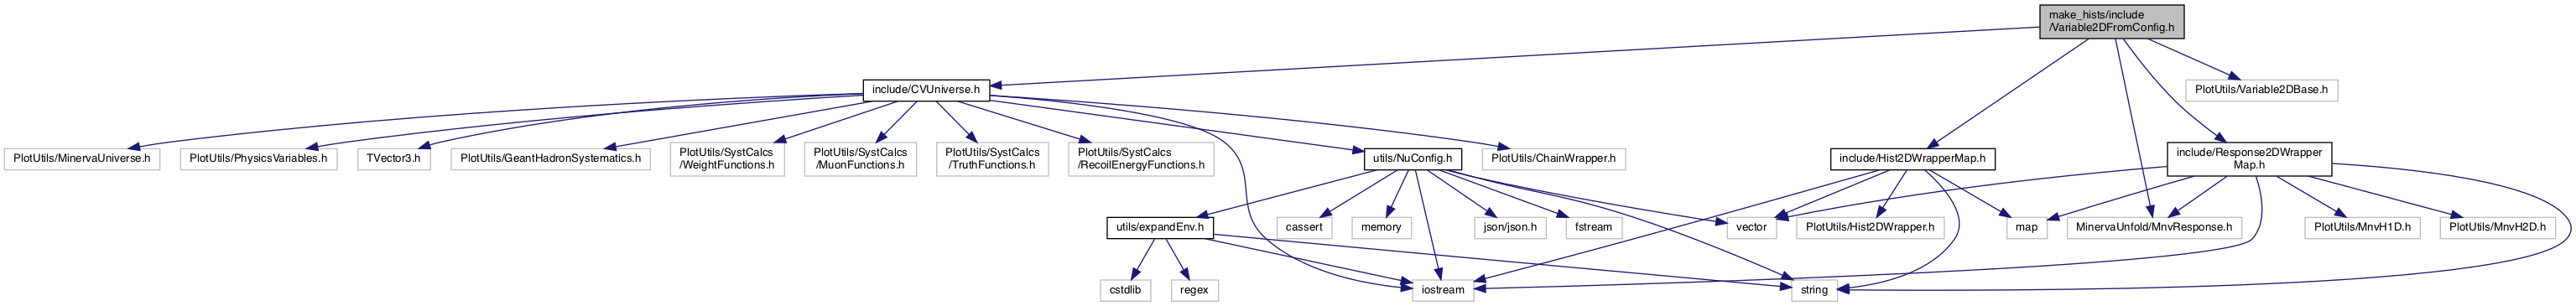 make_hists/include
/Variable2DFromConfig.h
include/CVUniverse.h
PlotUtils/Variable2DBase.h
PlotUtils/MinervaUniverse.h
PlotUtils/PhysicsVariables.h
TVector3.h
PlotUtils/GeantHadronSystematics.h
PlotUtils/SystCalcs
/WeightFunctions.h
PlotUtils/SystCalcs
/MuonFunctions.h
PlotUtils/SystCalcs
/TruthFunctions.h
PlotUtils/SystCalcs
/RecoilEnergyFunctions.h
utils/NuConfig.h
PlotUtils/ChainWrapper.h
include/Hist2DWrapperMap.h
include/Response2DWrapper
Map.h
utils/expandEnv.h
cassert
memory
json/json.h
fstream
vector
PlotUtils/Hist2DWrapper.h
map
MinervaUnfold/MnvResponse.h
PlotUtils/MnvH1D.h
PlotUtils/MnvH2D.h
cstdlib
regex
iostream
string